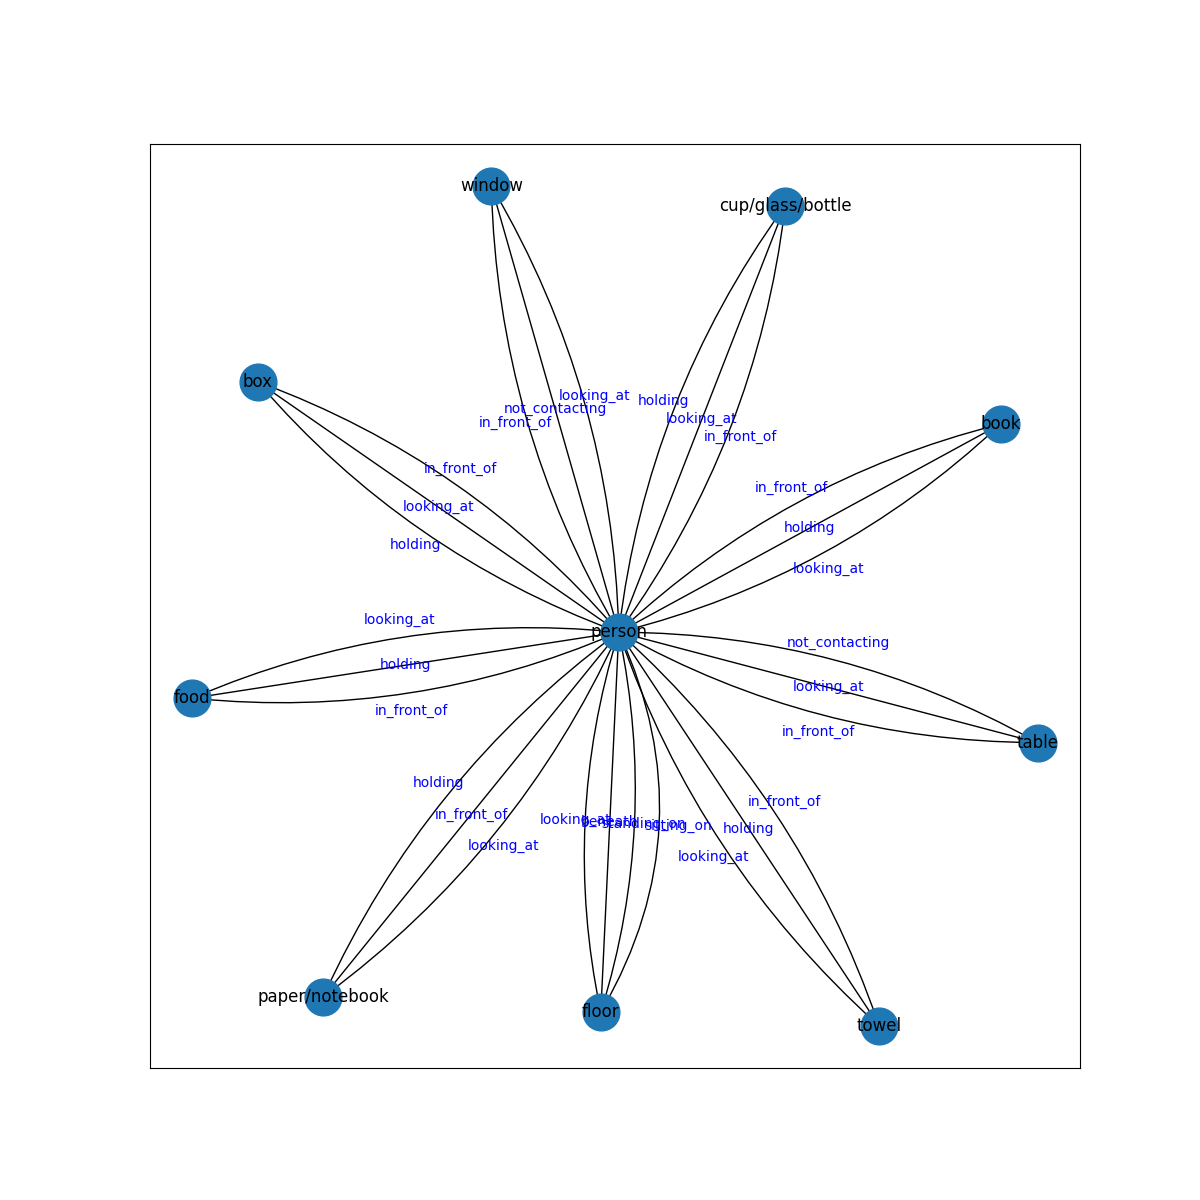 window
cup/glass/bottle
box
book
looking_at
holding
not_contacting
looking_at
in_front_of
in_front_of
in_front_of
in_front_of
looking_at
holding
holding
looking_at
looking_at
person
not_contacting
holding
looking_at
food
in_front_of
in_front_of
table
holding
in_front_of
in_front_of
looking_at
beneath
standing_on
sitting_on
holding
looking_at
looking_at
paper/notebook
floor
towel